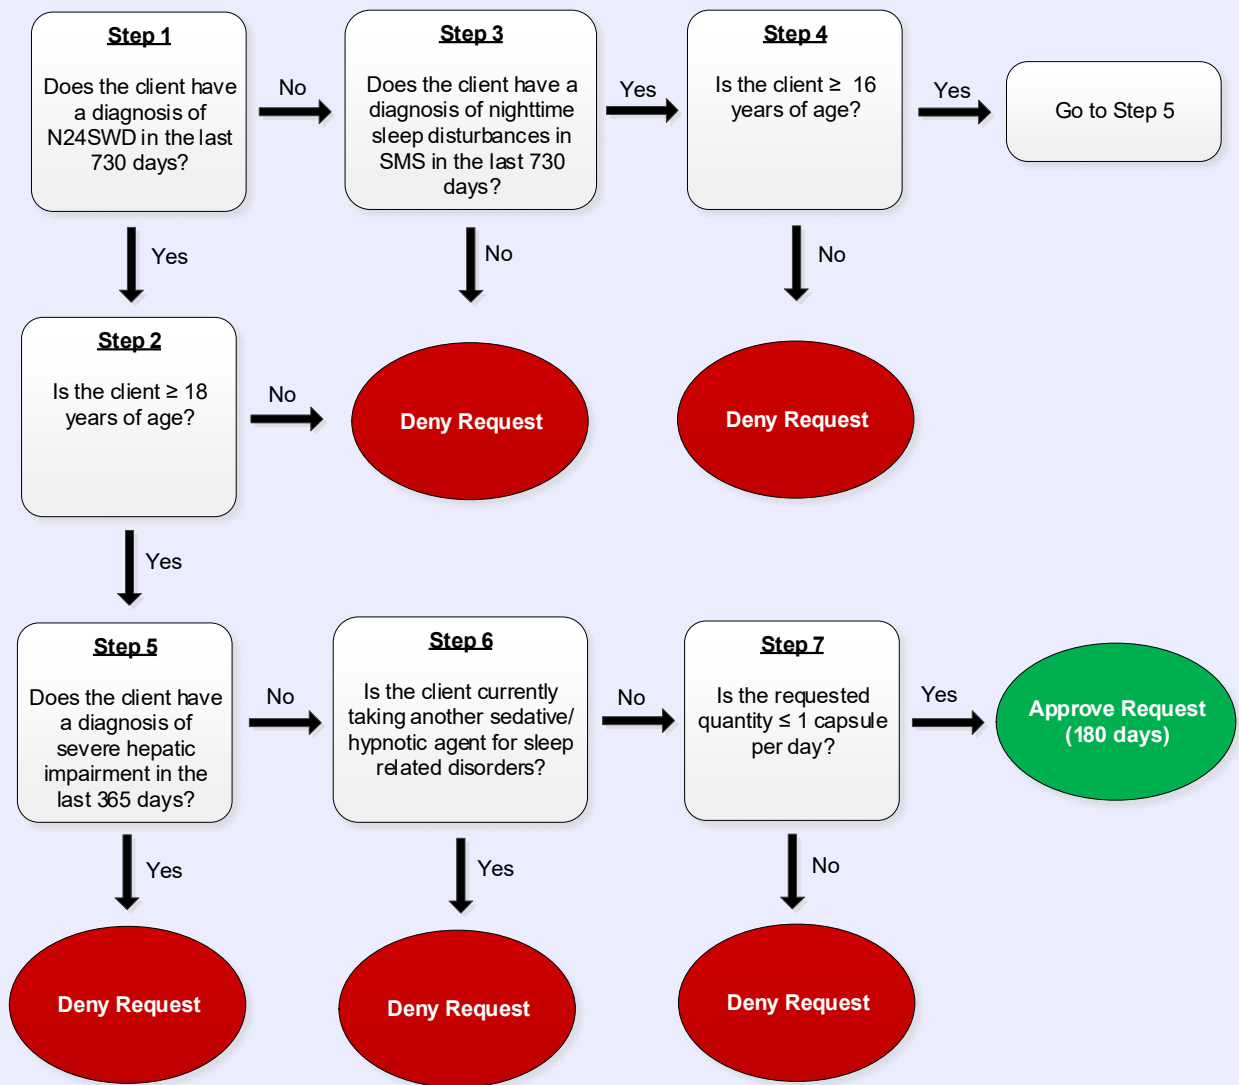 Step 1
Does the client have
a diagnosis of
N24SWD in the last
730 days?
No
Step 3
Does the client have a
diagnosis of nighttime
sleep disturbances in
SMS in the last 730
days?
Yes
Step 4
Is the client ≥ 16
years of age?
Yes
Go to Step 5
Yes
No
No
Step 2
Is the client ≥ 18
years of age?
No
Deny Request
Deny Request
Yes
Step 5
Does the client have
a diagnosis of
severe hepatic
impairment in the
last 365 days?
No
Step 6
Is the client currently
taking another sedative/
hypnotic agent for sleep
related disorders?
No
Step 7
Is the requested
quantity ≤ 1 capsule
per day?
Yes
Approve Request
(180 days)
Yes
Yes
No
Deny Request
Deny Request
Deny Request